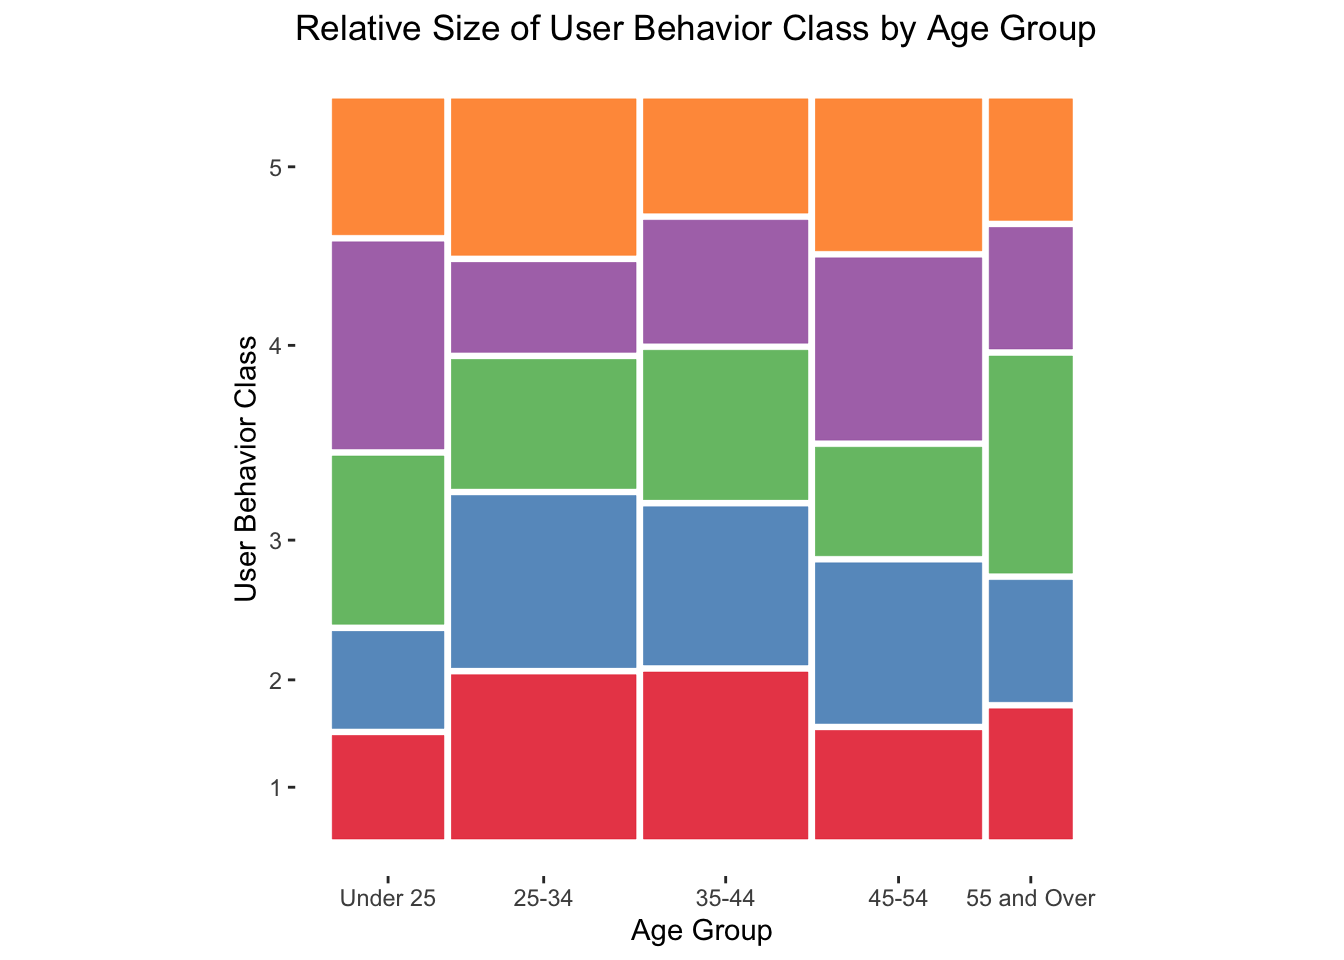 Relative Size of User Behavior Class by Age Group
5
4
3
2
1
User Behavior Class
Under 25
25-34
35-44
45-54
55 and Over
Age Group